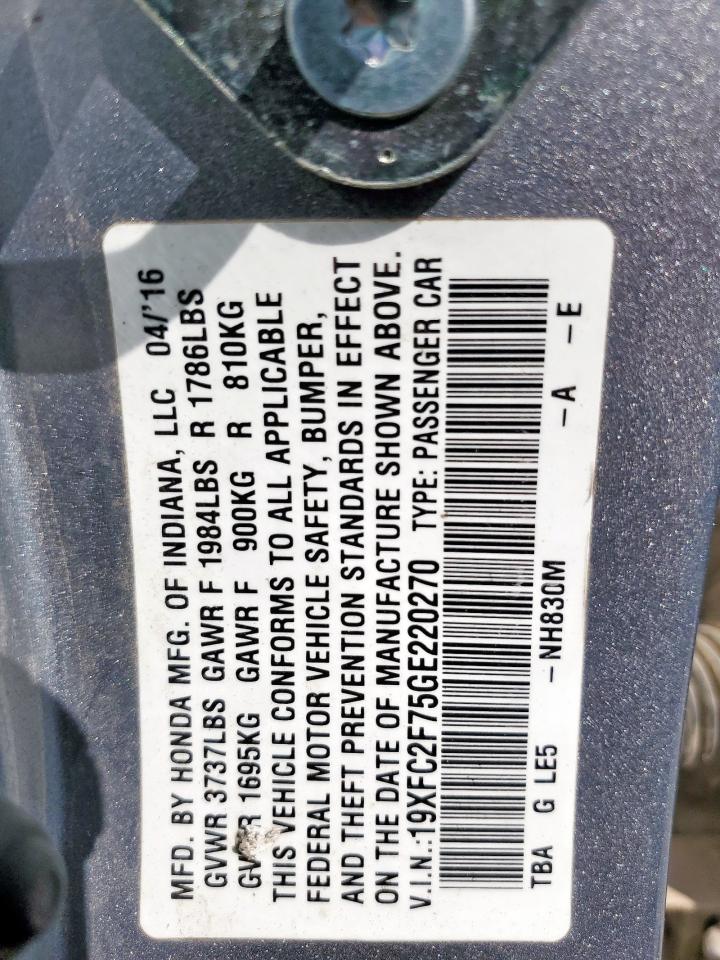 MFD. BY HONDA MFG. OF INDIANA, LLC 04/'16
GVWR 3737LBS GAWR F 1984LBS R 1786LBS
GVWR 1695KG GAWR F 900KG R 810KG
THIS VEHICLE CONFORMS TO ALL APPLICABLE
FEDERAL MOTOR VEHICLE SAFETY, BUMPER,
AND THEFT PREVENTION STANDARDS IN EFFECT
ON THE DATE OF MANUFACTURE SHOWN ABOVE.
V.I.N.:19XFC2F75GE220270 TYPE: PASSENGER CAR
TBA G LE5 -NH830M -A -E